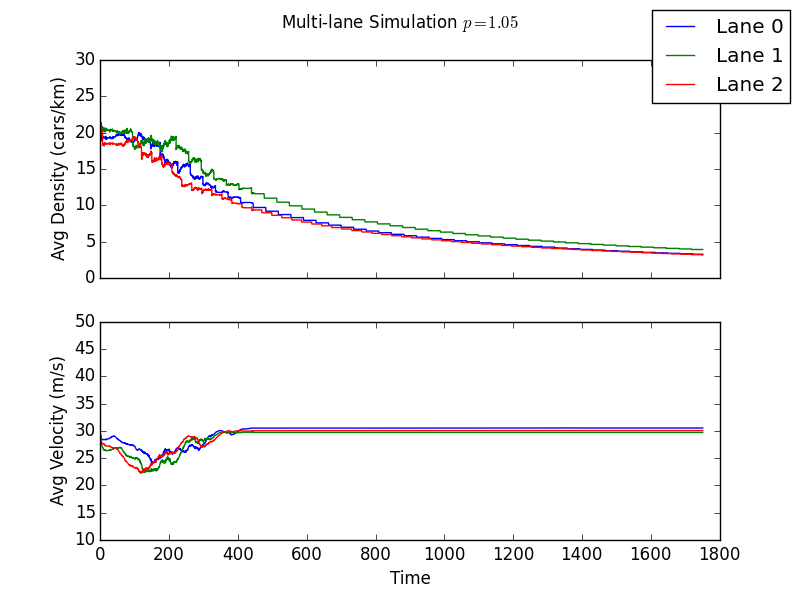 Multi-lane Simulation p=1.05
Lane 0
Lane 1
Lane 2
Avg Density (cars/km)
30
25
20
15
10
5
0
Avg Velocity (m/s)
50
45
40
35
30
25
20
15
10
0 200 400 600 800 1000 1200 1400 1600 1800
Time